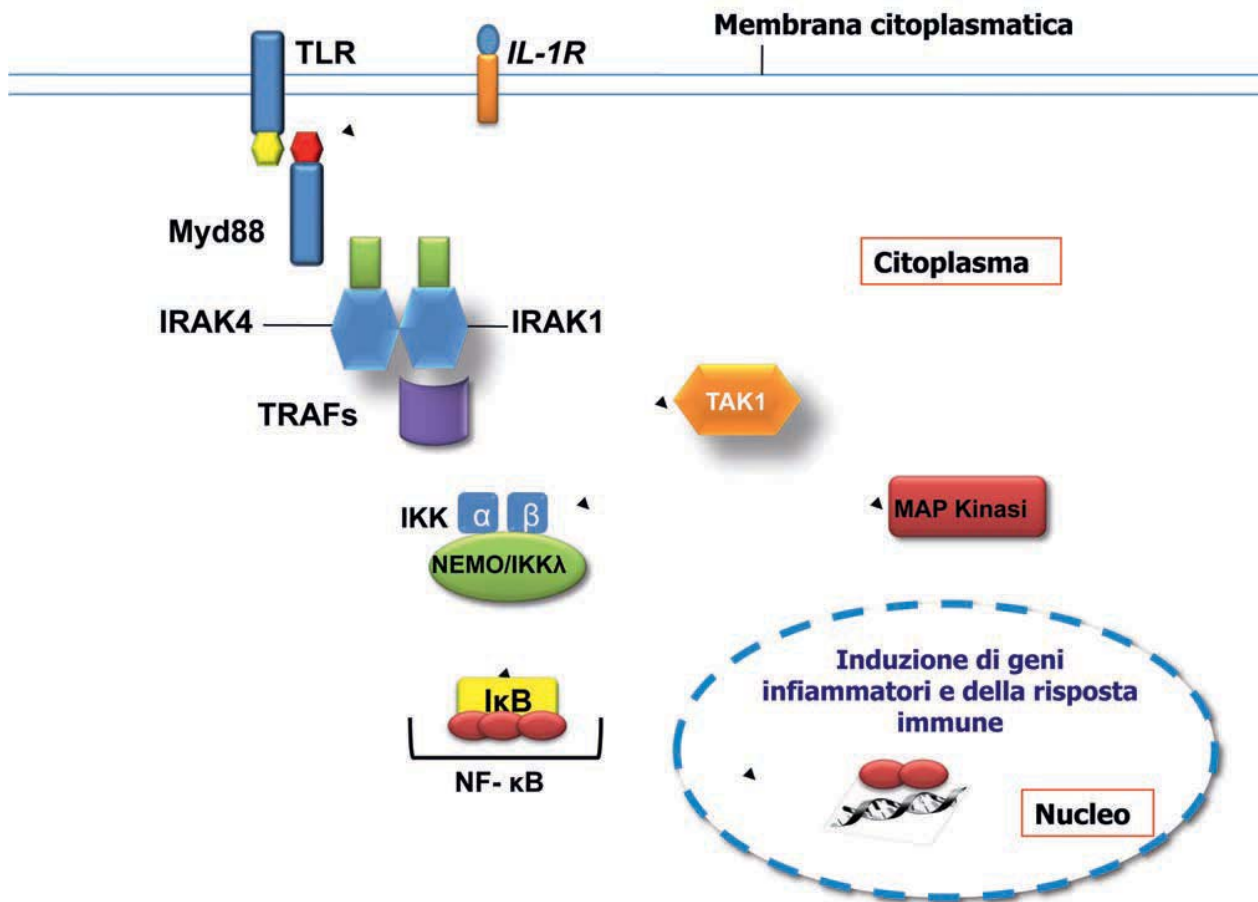 Membrana citoplasmatica
TLR
IL-1R
Myd88
Citoplasma
IRAK4
IRAK1
TRAFs
TAK1
IKK α β
MAP Kinasi
NEMO/IKKλ
Induzione di geni
infiammatori e della risposta
immune
IκB
NF- κB
Nucleo